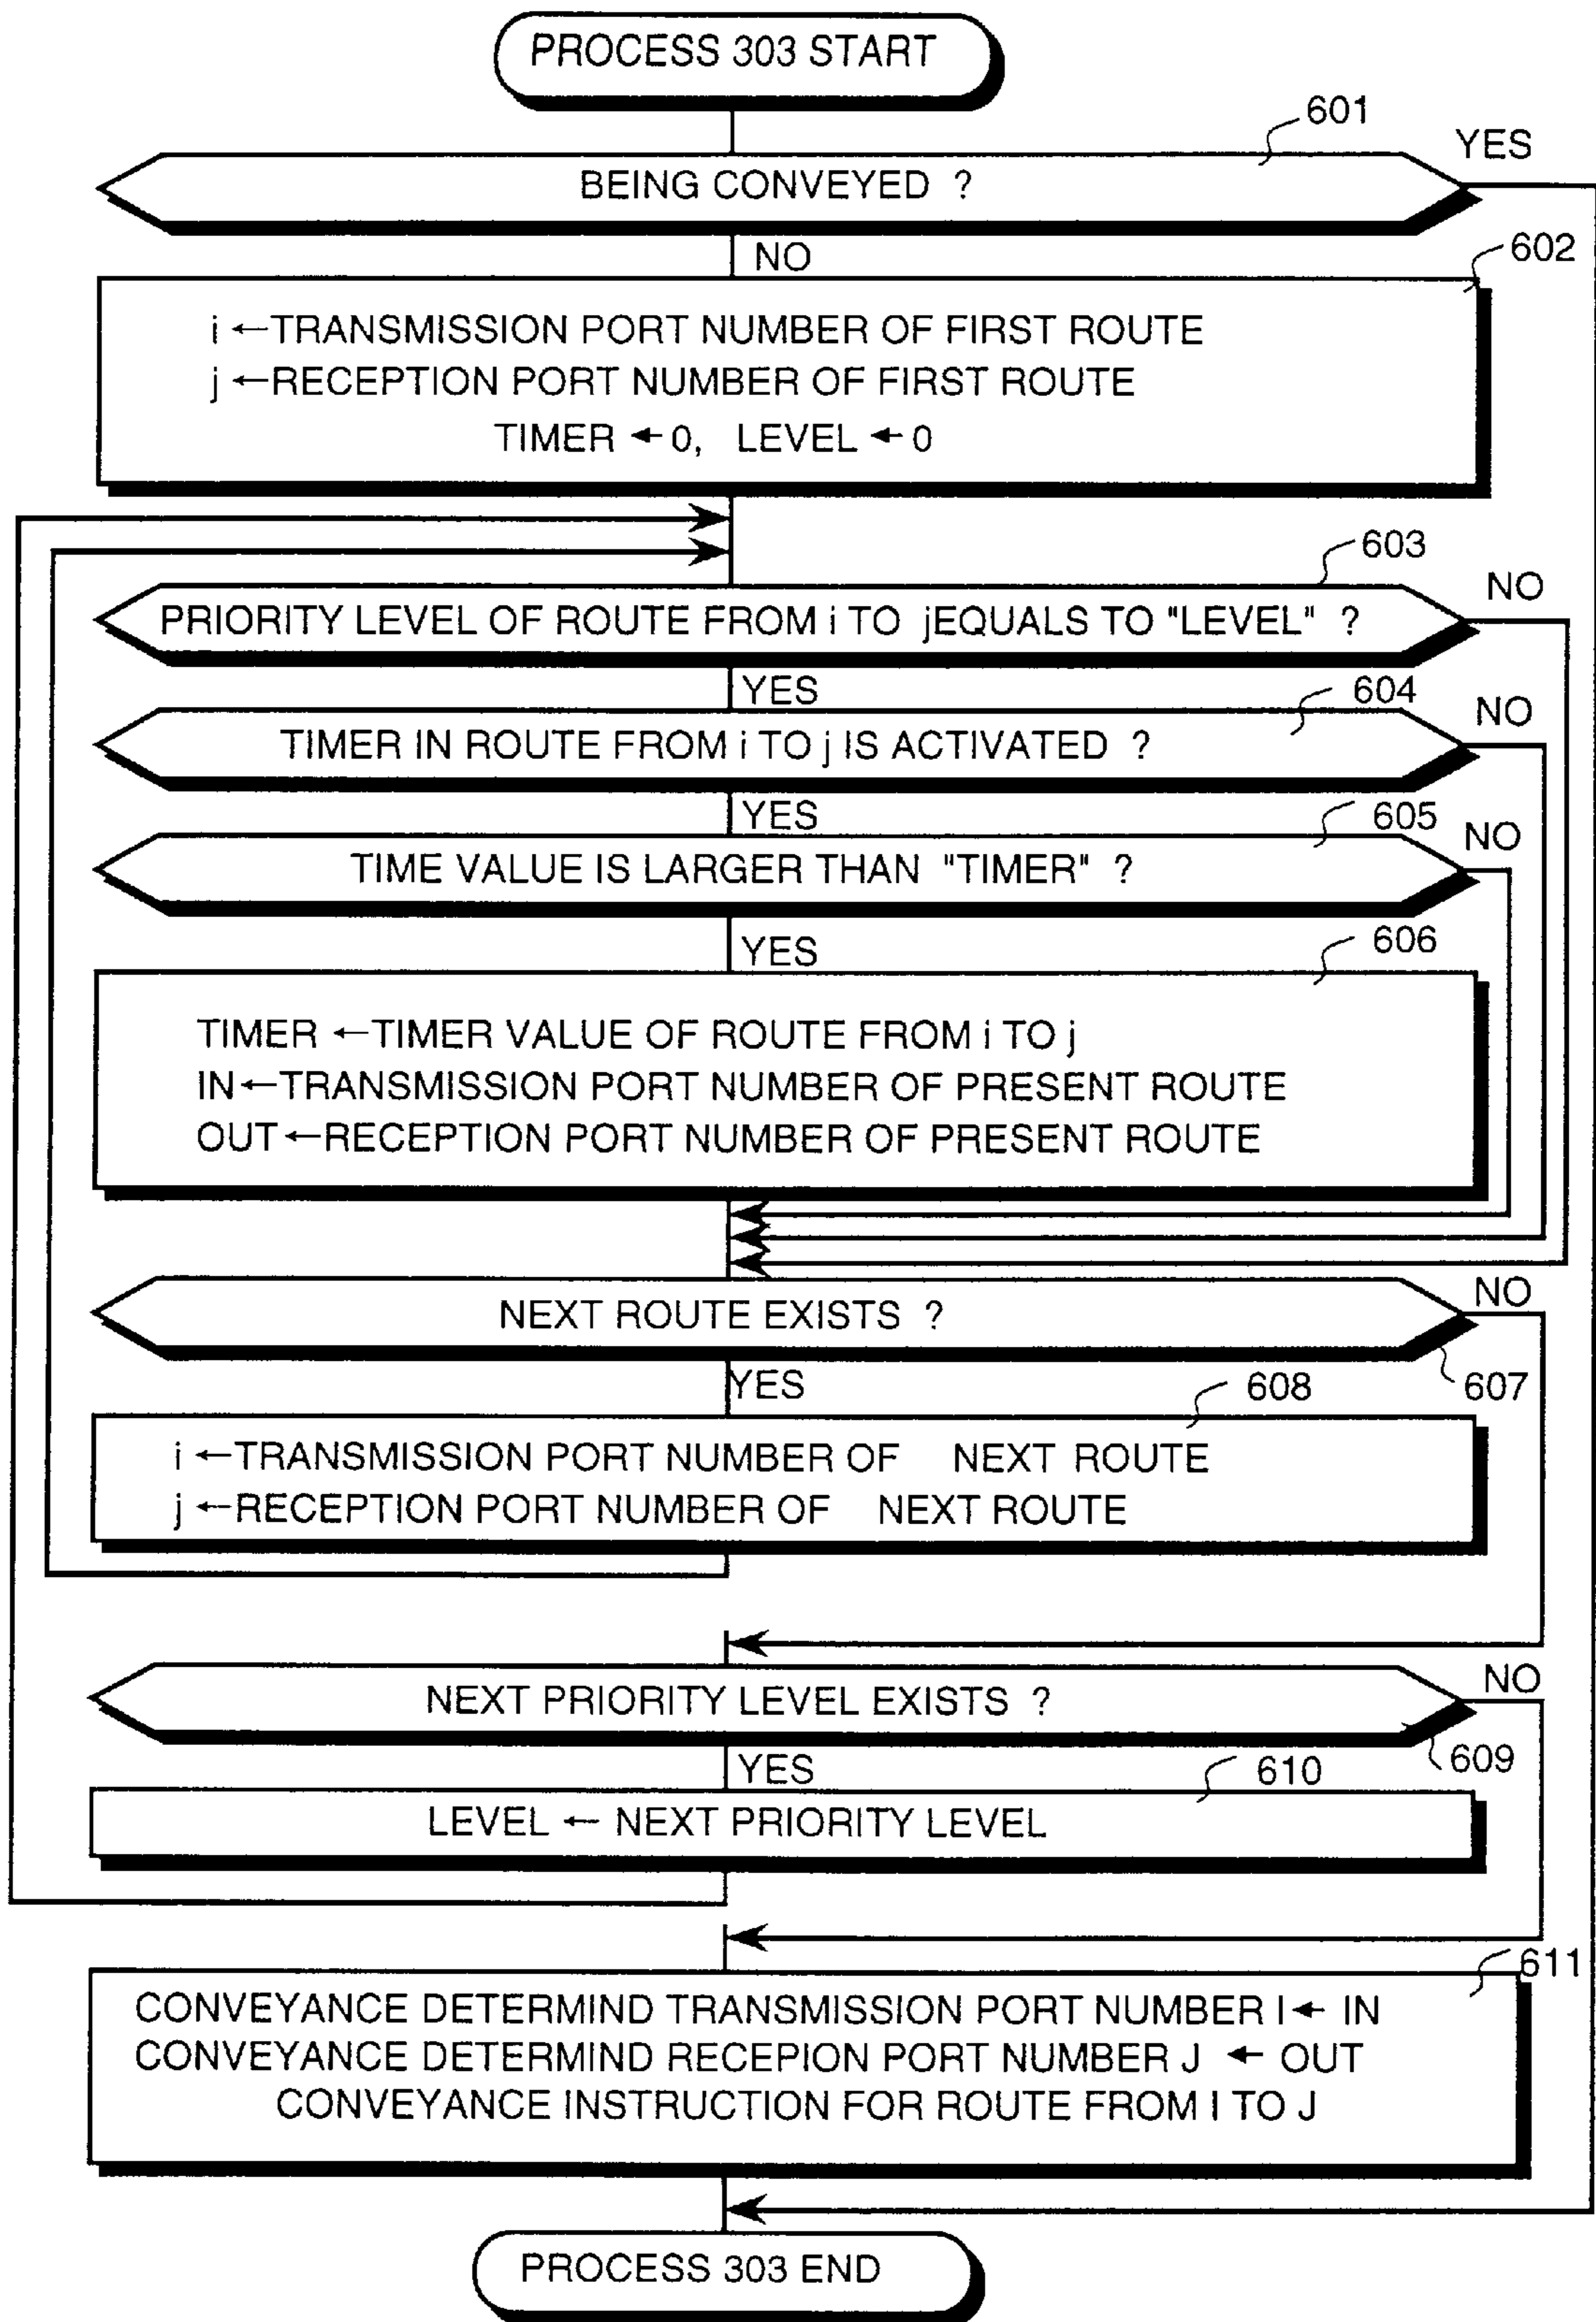 PROCESS 303 START
601
YES
BEING CONVEYED ?
NO
602
i ←TRANSMISSION PORT NUMBER OF FIRST ROUTE
j ←RECEPTION PORT NUMBER OF FIRST ROUTE
TIMER ← 0, LEVEL ← 0
603
NO
PRIORITY LEVEL OF ROUTE FROM i TO jEQUALS TO "LEVEL" ?
YES
604
NO
TIMER IN ROUTE FROM i TO j IS ACTIVATED ?
YES
605
NO
TIME VALUE IS LARGER THAN "TIMER" ?
YES
606
TIMER ←TIMER VALUE OF ROUTE FROM i TO j
IN←TRANSMISSION PORT NUMBER OF PRESENT ROUTE
OUT←RECEPTION PORT NUMBER OF PRESENT ROUTE
NO
NEXT ROUTE EXISTS ?
YES
608
607
i ←TRANSMISSION PORT NUMBER OF NEXT ROUTE
j ←RECEPTION PORT NUMBER OF NEXT ROUTE
NO
NEXT PRIORITY LEVEL EXISTS ?
609
YES
610
LEVEL ← NEXT PRIORITY LEVEL
611
CONVEYANCE DETERMIND TRANSMISSION PORT NUMBER I← IN
CONVEYANCE DETERMIND RECEPION PORT NUMBER J ← OUT
CONVEYANCE INSTRUCTION FOR ROUTE FROM I TO J
PROCESS 303 END